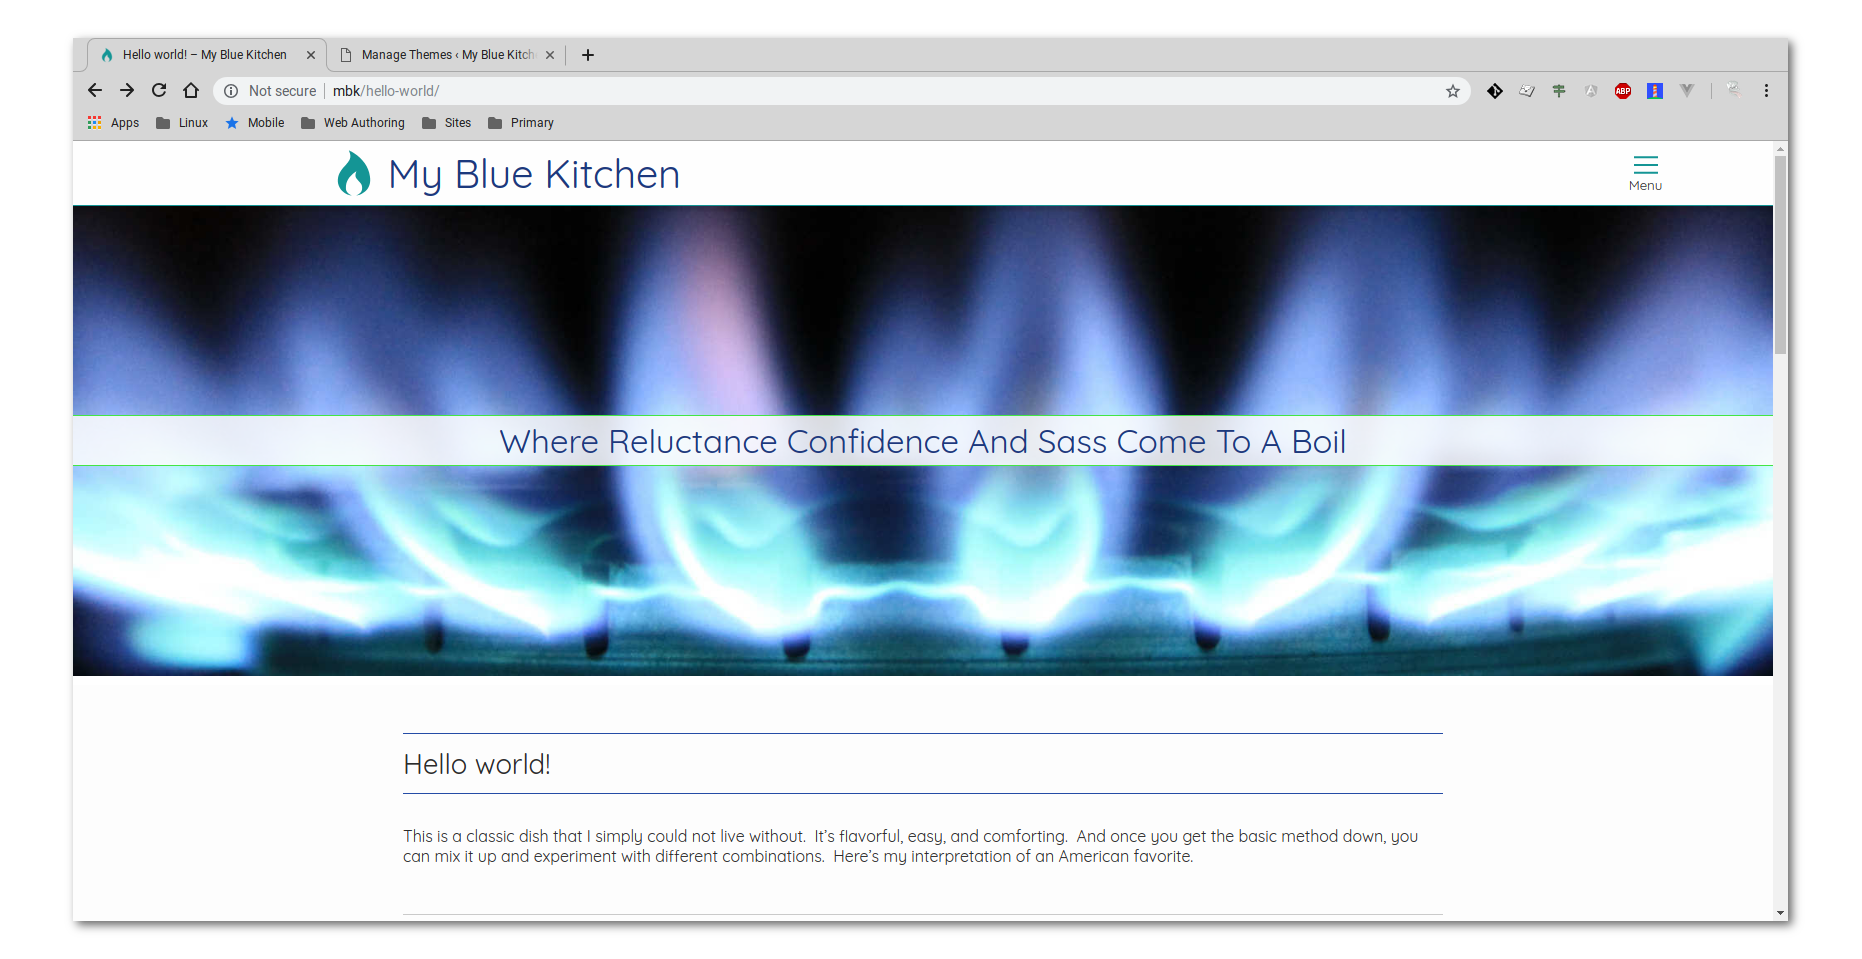 Hello world! – My Blue Kitchen
Manage Themes ‹ My Blue Kitch
Not secure | mbk/hello-world/
ABP
Apps Linux Mobile Web Authoring Sites Primary
My Blue Kitchen
Menu
Where Reluctance Confidence And Sass Come To A Boil
Hello world!
This is a classic dish that I simply could not live without.  It's flavorful, easy, and comforting.  And once you get the basic method down, you
can mix it up and experiment with different combinations.  Here's my interpretation of an American favorite.